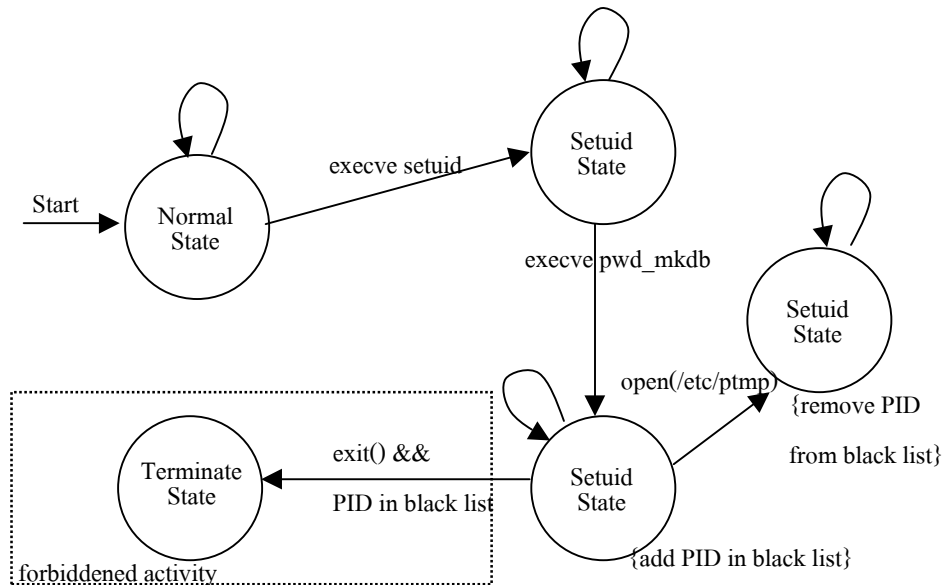 Setuid
State
execve setuid
Start
Normal
State
execve pwd_mkdb
Setuid
State
open(/etc/ptmp)
{remove PID
from black list}
exit() &&
PID in black list
Terminate
State
Setuid
State
{add PID in black list}
forbiddened activity